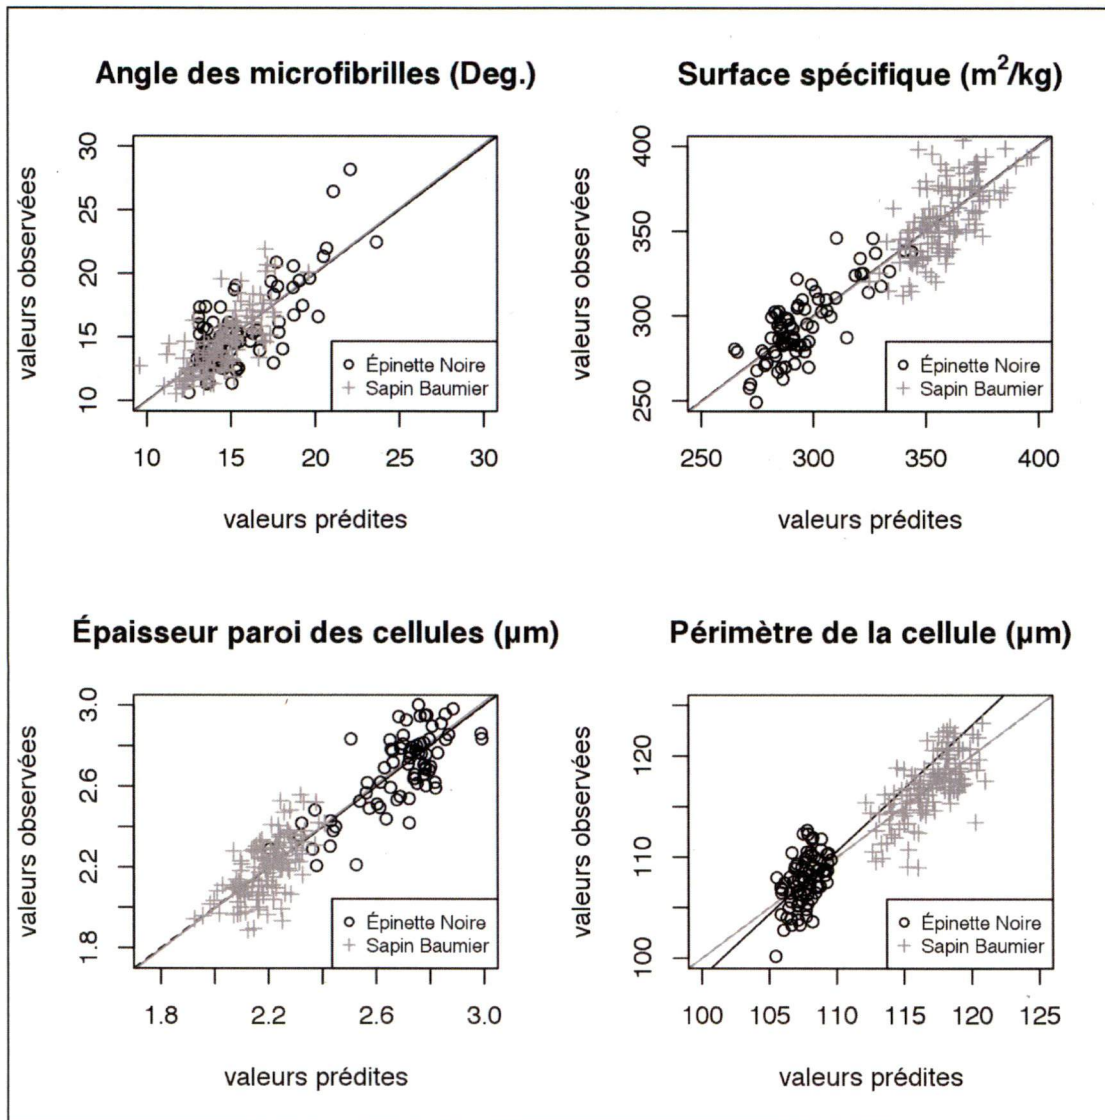 Angle des microfibrilles (Deg.)
valeurs observées
30
25
20
15
10
Épinette Noire
Sapin Baumier
10 15 20 25 30
valeurs prédites
Surface spécifique (m²/kg)
valeurs observées
400
350
300
250
Épinette Noire
Sapin Baumier
250 300 350 400
valeurs prédites
Épaisseur paroi des cellules (µm)
valeurs observées
3.0
2.6
2.2
1.8
Épinette Noire
Sapin Baumier
1.8 2.2 2.6 3.0
valeurs prédites
Périmètre de la cellule (µm)
valeurs observées
120
110
100
Épinette Noire
Sapin Baumier
100 105 110 115 120 125
valeurs prédites